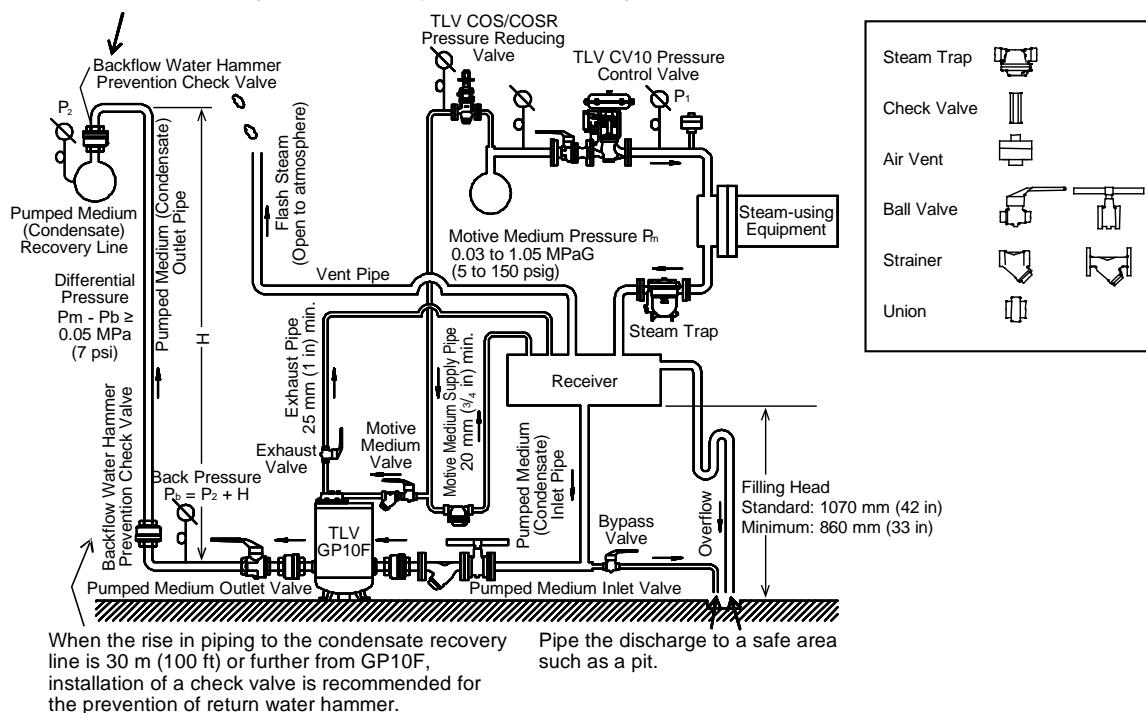 TLV COS/COSR
Pressure Reducing
Valve
TLV CV10 Pressure
Control Valve
P1
Backflow Water Hammer
Prevention Check Valve
P2
Pumped Medium
(Condensate)
Recovery Line
Differential
Pressure
Pm - Pb ≥
0.05 MPa
(7 psi)
Pumped Medium (Condensate)
Outlet Pipe
H
Flash Steam
(Open to atmosphere)
Vent Pipe
Motive Medium Pressure Pm
0.03 to 1.05 MPaG
(5 to 150 psig)
Steam-using
Equipment
Steam Trap
Receiver
Exhaust Pipe
25 mm (1 in) min.
Motive Medium Supply Pipe
20 mm (3/4 in) min.
Exhaust
Valve
Motive
Medium
Valve
Pumped Medium
(Condensate)
Inlet Pipe
Bypass
Valve
Overflow
Filling Head
Standard: 1070 mm (42 in)
Minimum: 860 mm (33 in)
Backflow Water Hammer
Prevention Check Valve
Back Pressure
Pb = P2 + H
TLV
GP10F
Pumped Medium Outlet Valve
Pumped Medium Inlet Valve
When the rise in piping to the condensate recovery
line is 30 m (100 ft) or further from GP10F,
installation of a check valve is recommended for
the prevention of return water hammer.
Pipe the discharge to a safe area
such as a pit.
Steam Trap
Check Valve
Air Vent
Ball Valve
Strainer
Union